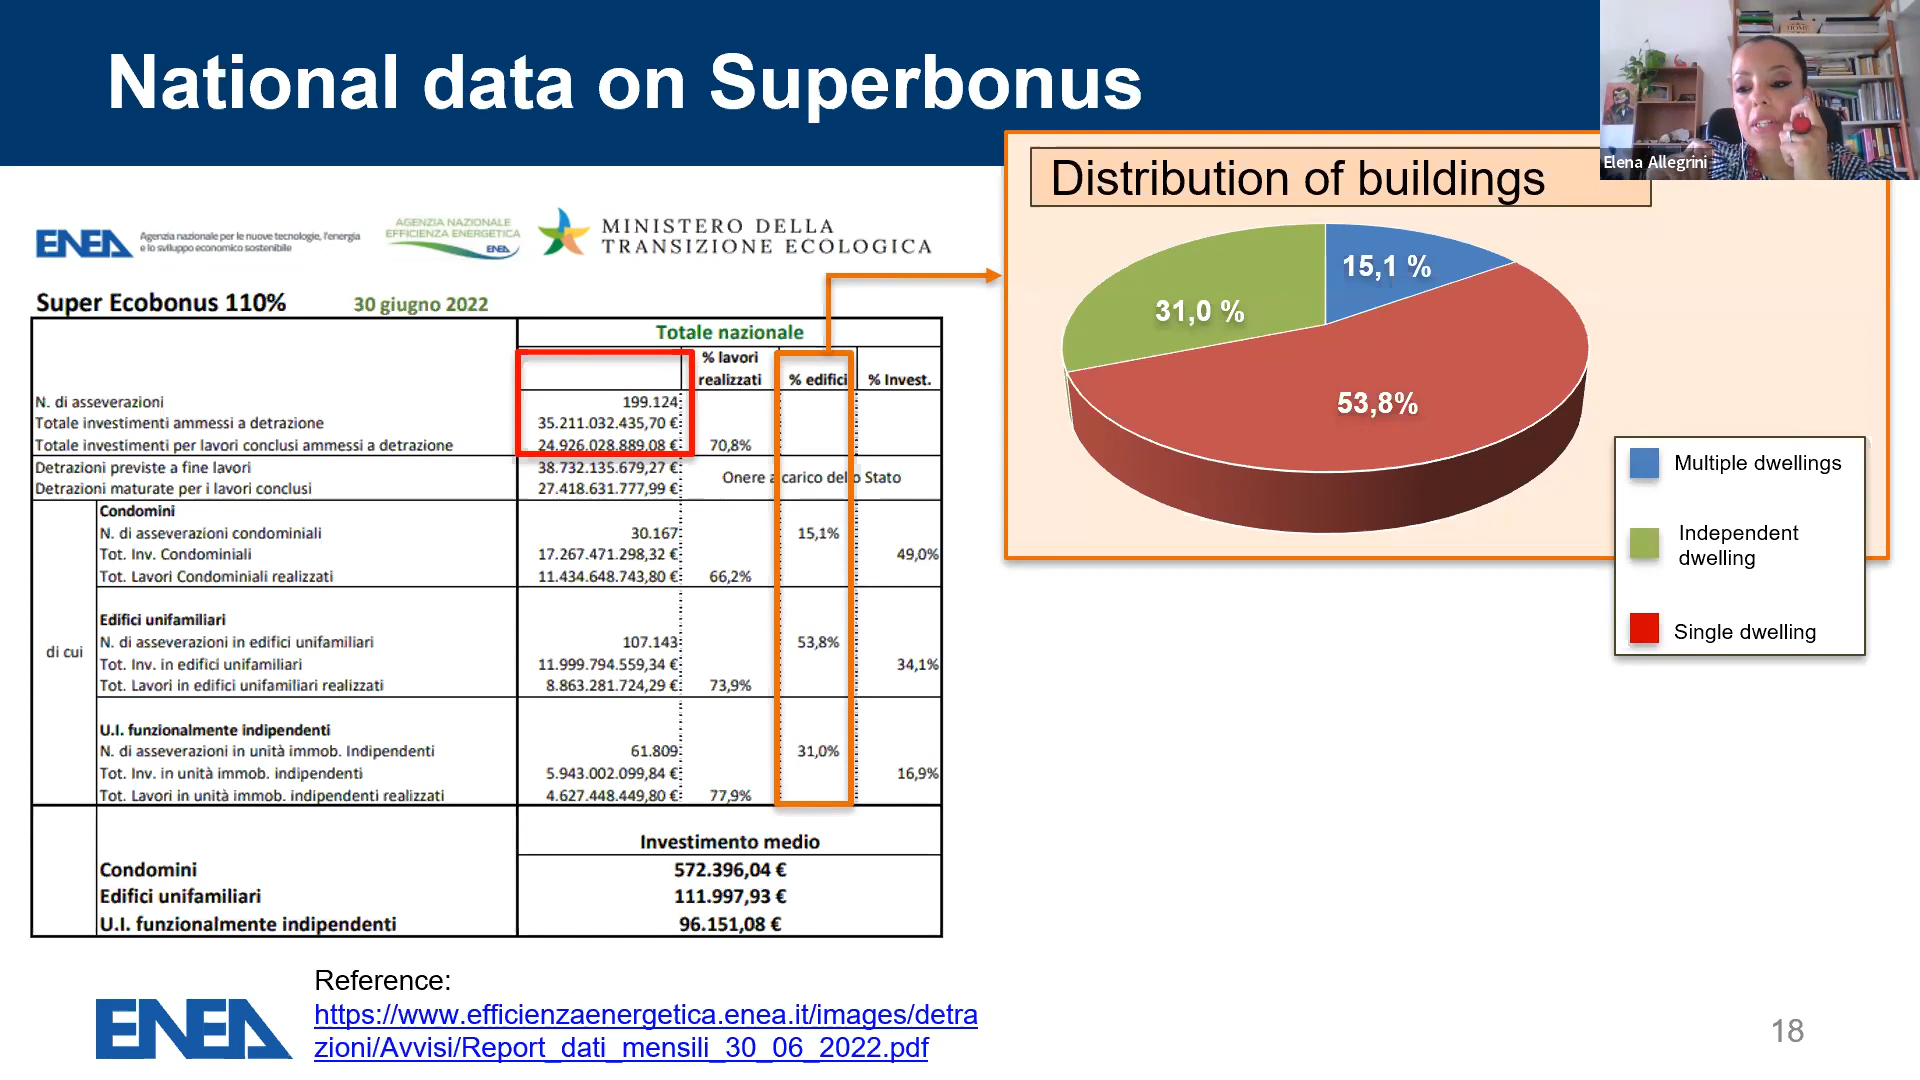 National data on Superbonus
Elena Allegrini
Distribution of buildings
ENEA
Agenzia nazionale per le nuove tecnologie, l'energia
e lo sviluppo economico sostenibile
AGENZIA NAZIONALE
EFFICIENZA ENERGETICA
ENEA
MINISTERO DELLA
TRANSIZIONE ECOLOGICA
15,1 %
31,0 %
53,8%
Multiple dwellings
Independent
dwelling
Single dwelling
Super Ecobonus 110% 30 giugno 2022
Totale nazionale
% lavori
realizzati % edifici % Invest.
N. di asseverazioni 199.124
Totale investimenti ammessi a detrazione 35.211.032.435,70 €
Totale investimenti per lavori conclusi ammessi a detrazione 24.926.028.889,08 € 70,8%
Detrazioni previste a fine lavori 38.732.135.679,27 € Onere a carico dello Stato
Detrazioni maturate per i lavori conclusi 27.418.631.777,99 €
di cui
Condomini
N. di asseverazioni condominiali 30.167 15,1%
Tot. Inv. Condominiali 17.267.471.298,32 € 49,0%
Tot. Lavori Condominiali realizzati 11.434.648.743,80 € 66,2%
Edifici unifamiliari
N. di asseverazioni in edifici unifamiliari 107.143 53,8%
Tot. Inv. in edifici unifamiliari 11.999.794.559,34 € 34,1%
Tot. Lavori in edifici unifamiliari realizzati 8.863.281.724,29 € 73,9%
U.I. funzionalmente indipendenti
N. di asseverazioni in unità immob. Indipendenti 61.809 31,0%
Tot. Inv. in unità immob. indipendenti 5.943.002.099,84 € 16,9%
Tot. Lavori in unità immob. indipendenti realizzati 4.627.448.449,80 € 77,9%
Investimento medio
Condomini 572.396,04 €
Edifici unifamiliari 111.997,93 €
U.I. funzionalmente indipendenti 96.151,08 €
ENEA
Reference:
https://www.efficienzaenergetica.enea.it/images/detra
zioni/Avvisi/Report_dati_mensili_30_06_2022.pdf
18